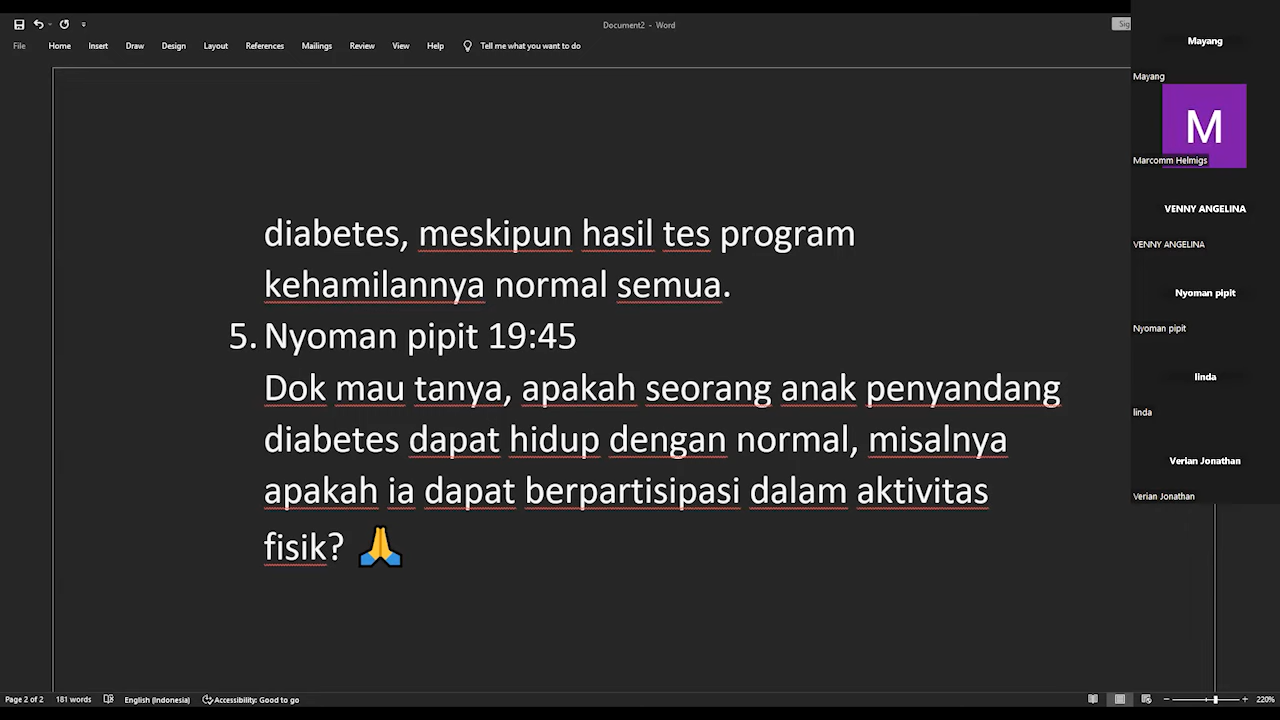 Document2 - Word
Sig
File Home Insert Draw Design Layout References Mailings Review View Help Tell me what you want to do
diabetes, meskipun hasil tes program
kehamilannya normal semua.
5. Nyoman pipit 19:45
Dok mau tanya, apakah seorang anak penyandang
diabetes dapat hidup dengan normal, misalnya
apakah ia dapat berpartisipasi dalam aktivitas
fisik? 🙏
Mayang
Mayang
M
Marcomm Helmigs
VENNY ANGELINA
VENNY ANGELINA
Nyoman pipit
Nyoman pipit
linda
linda
Verian Jonathan
Verian Jonathan
Page 2 of 2 181 words English (Indonesia) Accessibility: Good to go 220%